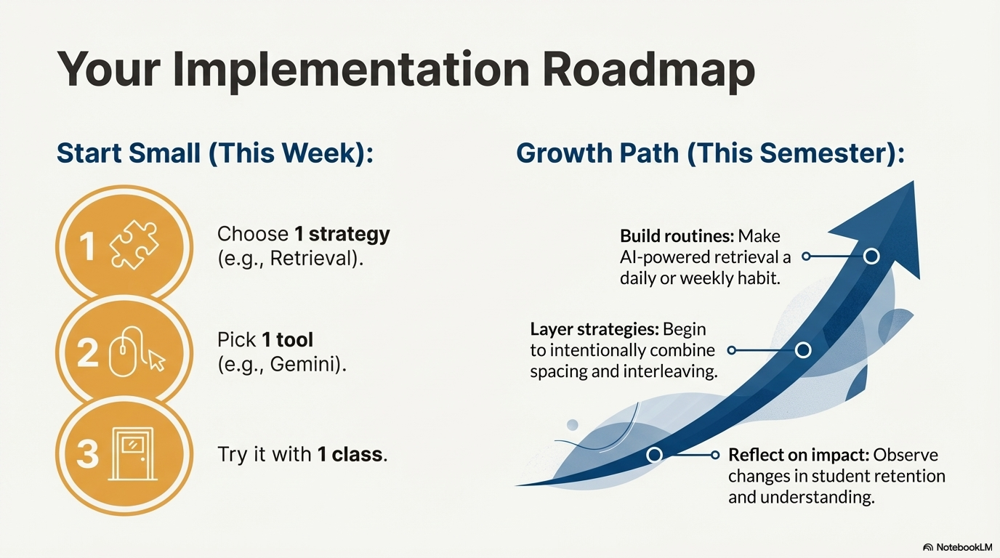 Your Implementation Roadmap
Start Small (This Week):
1
Choose 1 strategy
(e.g., Retrieval).
2
Pick 1 tool
(e.g., Gemini).
3
Try it with 1 class.
Growth Path (This Semester):
Build routines: Make
AI-powered retrieval a
daily or weekly habit.
Layer strategies: Begin
to intentionally combine
spacing and interleaving.
Reflect on impact: Observe
changes in student retention
and understanding.
NotebookLM